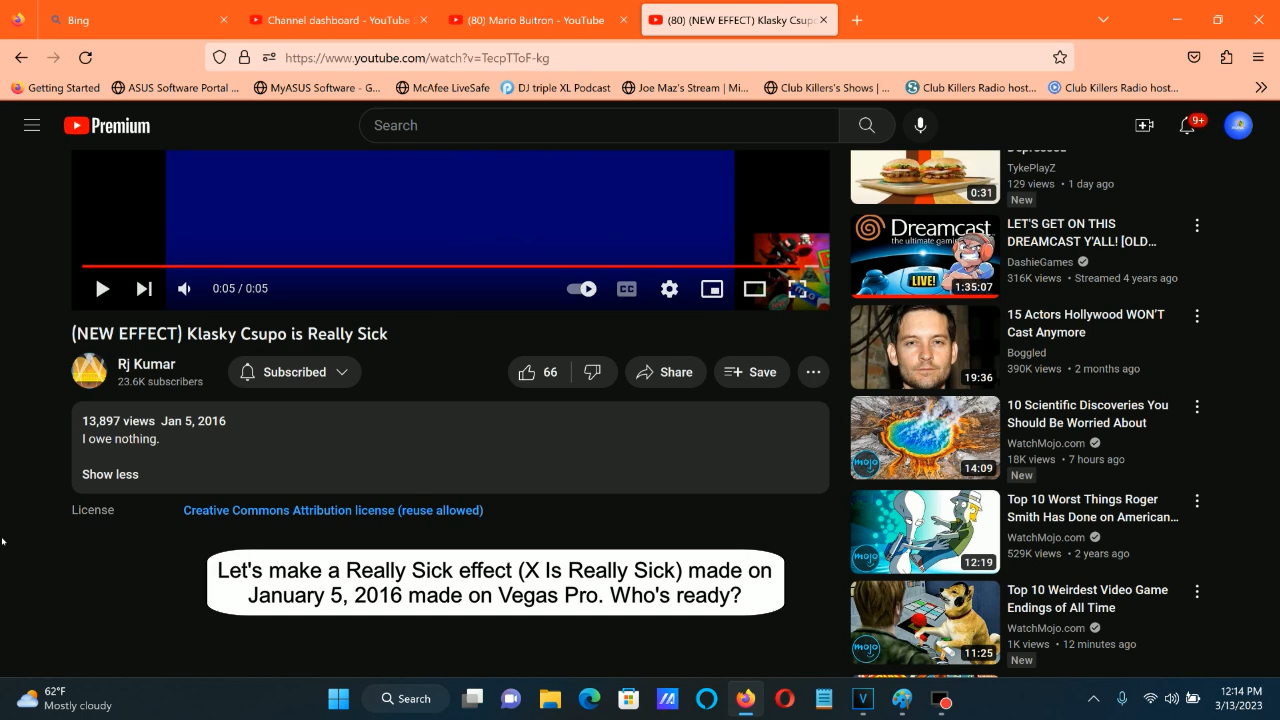 Bing
Channel dashboard - YouTube
(80) Mario Buitron - YouTube
(80) (NEW EFFECT) Klasky Csupo
https://www.youtube.com/watch?v=TecpTToF-kg
Getting Started
ASUS Software Portal ...
MyASUS Software - G...
McAfee LiveSafe
DJ triple XL Podcast
Joe Maz's Stream | Mi...
Club Killers's Shows | ...
Club Killers Radio host...
Club Killers Radio host...
Premium
Search
9+
0:05 / 0:05
CC
(NEW EFFECT) Klasky Csupo is Really Sick
Rj Kumar
23.6K subscribers
Subscribed
66
Share
Save
13,897 views Jan 5, 2016
I owe nothing.
Show less
License
Creative Commons Attribution license (reuse allowed)
Let's make a Really Sick effect (X Is Really Sick) made on
January 5, 2016 made on Vegas Pro. Who's ready?
TykePlayZ
129 views • 1 day ago
New
0:31
Dreamcast
the ultimate gaming
LIVE!
1:35:07
LET'S GET ON THIS
DREAMCAST Y'ALL! [OLD...
DashieGames
316K views • Streamed 4 years ago
19:36
15 Actors Hollywood WON'T
Cast Anymore
Boggled
390K views • 2 months ago
mojo
14:09
10 Scientific Discoveries You
Should Be Worried About
WatchMojo.com
18K views • 7 hours ago
New
mojo
12:19
Top 10 Worst Things Roger
Smith Has Done on American...
WatchMojo.com
529K views • 2 years ago
mojo
11:25
Top 10 Weirdest Video Game
Endings of All Time
WatchMojo.com
1K views • 12 minutes ago
New
62°F
Mostly cloudy
Search
V
12:14 PM
3/13/2023